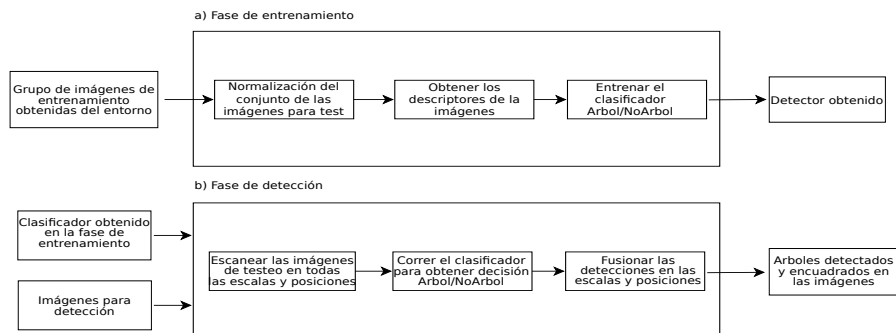 a) Fase de entrenamiento
Grupo de imágenes de
entrenamiento
obtenidas del entorno
Normalización del
conjunto de las
imágenes para test
Obtener los
descriptores de la
imágenes
Entrenar el
clasificador
Arbol/NoArbol
Detector obtenido
b) Fase de detección
Clasificador obtenido
en la fase de
entrenamiento
Imágenes para
detección
Escanear las imágenes
de testeo en todas
las escalas y posiciones
Correr el clasificador
para obtener decisión
Arbol/NoArbol
Fusionar las
detecciones en las
escalas y posiciones
Arboles detectados
y encuadrados en
las imágenes